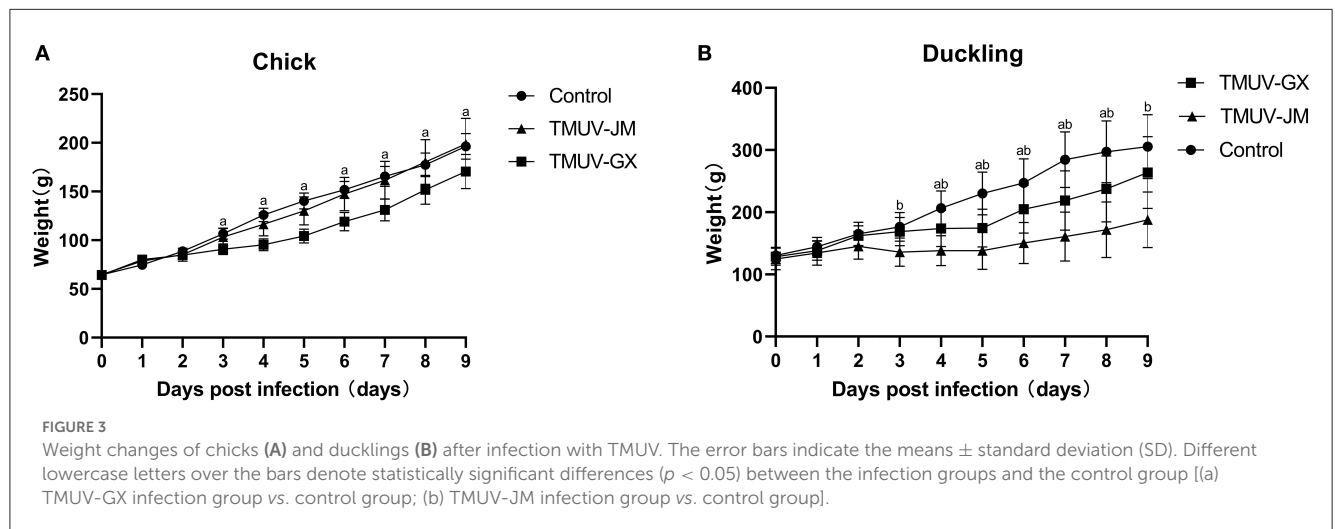 A
Chick
Control
TMUV-JM
TMUV-GX
250
200
150
100
50
0
Weight(g)
a a a a a a a
0 1 2 3 4 5 6 7 8 9
Days post infection (days)
B
Duckling
TMUV-GX
TMUV-JM
Control
400
300
200
100
0
Weight(g)
b ab ab ab ab ab b
0 1 2 3 4 5 6 7 8 9
Days post infection (days)
FIGURE 3
Weight changes of chicks (A) and ducklings (B) after infection with TMUV. The error bars indicate the means ± standard deviation (SD). Different
lowercase letters over the bars denote statistically significant differences (p < 0.05) between the infection groups and the control group [(a)
TMUV-GX infection group vs. control group; (b) TMUV-JM infection group vs. control group].